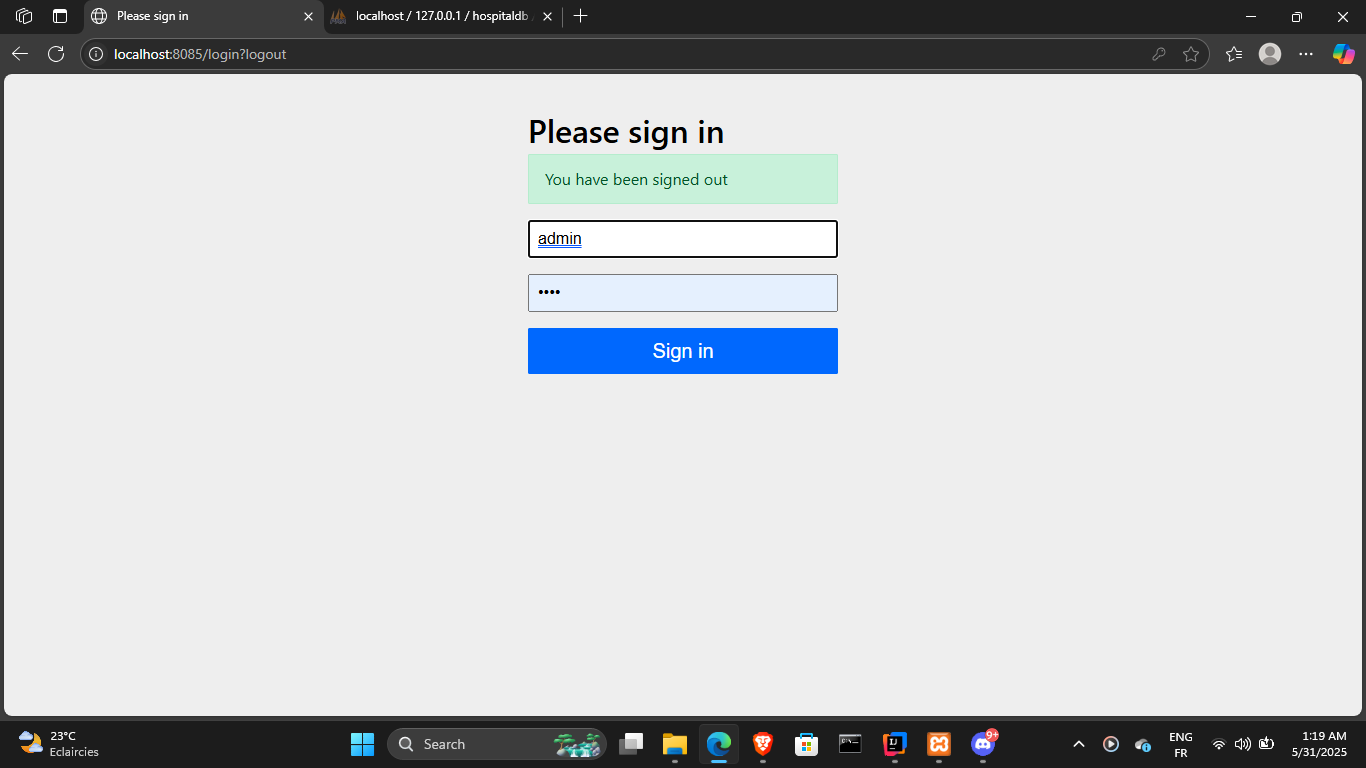 Please sign in
localhost / 127.0.0.1 / hospitaldb
localhost:8085/login?logout
Please sign in
You have been signed out
admin
••••
Sign in
23°C
Eclaircies
Search
9+
ENG
FR
1:19 AM
5/31/2025